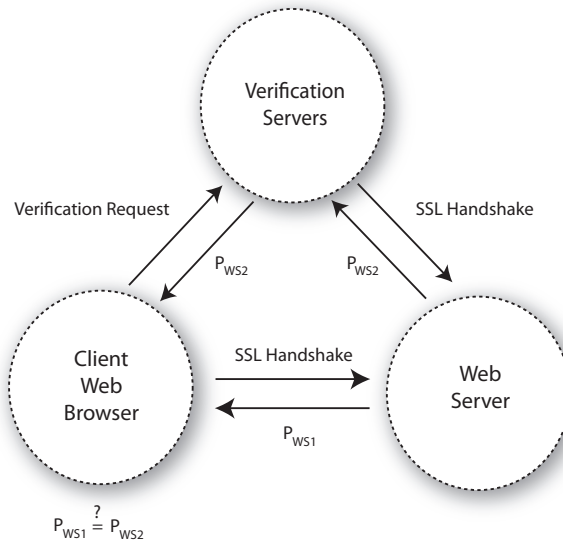 Verification
Servers
Verification Request
SSL Handshake
P_WS2
P_WS2
Client
Web
Browser
SSL Handshake
Web
Server
P_WS1
?
P_WS1 = P_WS2